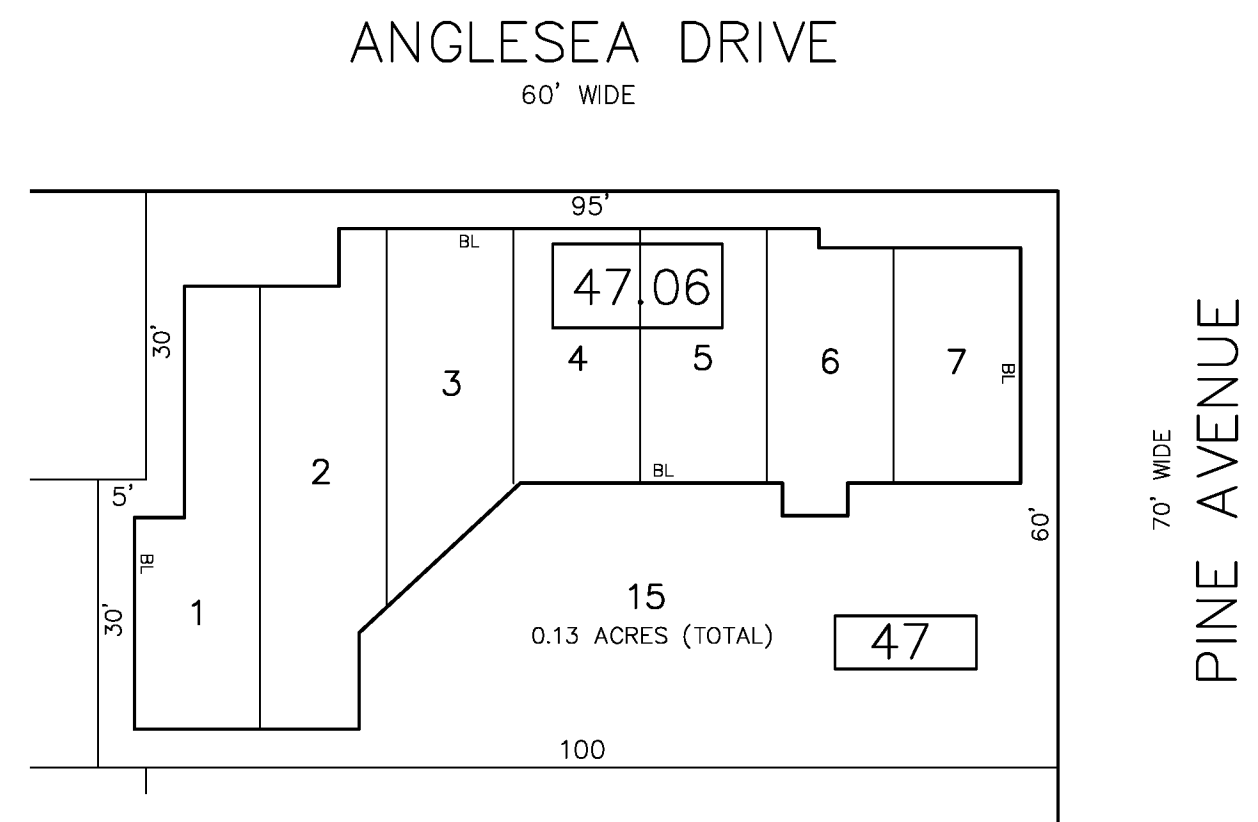 ANGLESEA DRIVE
60' WIDE
95'
BL
47.06
30'
4
5
6
7
BL
3
2
BL
5'
BL
1
30'
15
0.13 ACRES (TOTAL)
47
60'
100
70' WIDE
PINE AVENUE